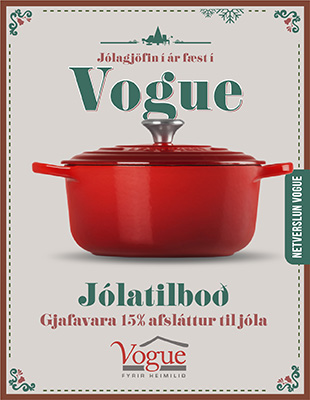 Jólagjöfin í ár fæst í
Vogue
NETVERSLUN VOGUE
Jólatilboð
Gjafavara 15% afsláttur til jóla
Vogue
FYRIR HEIMILIÐ